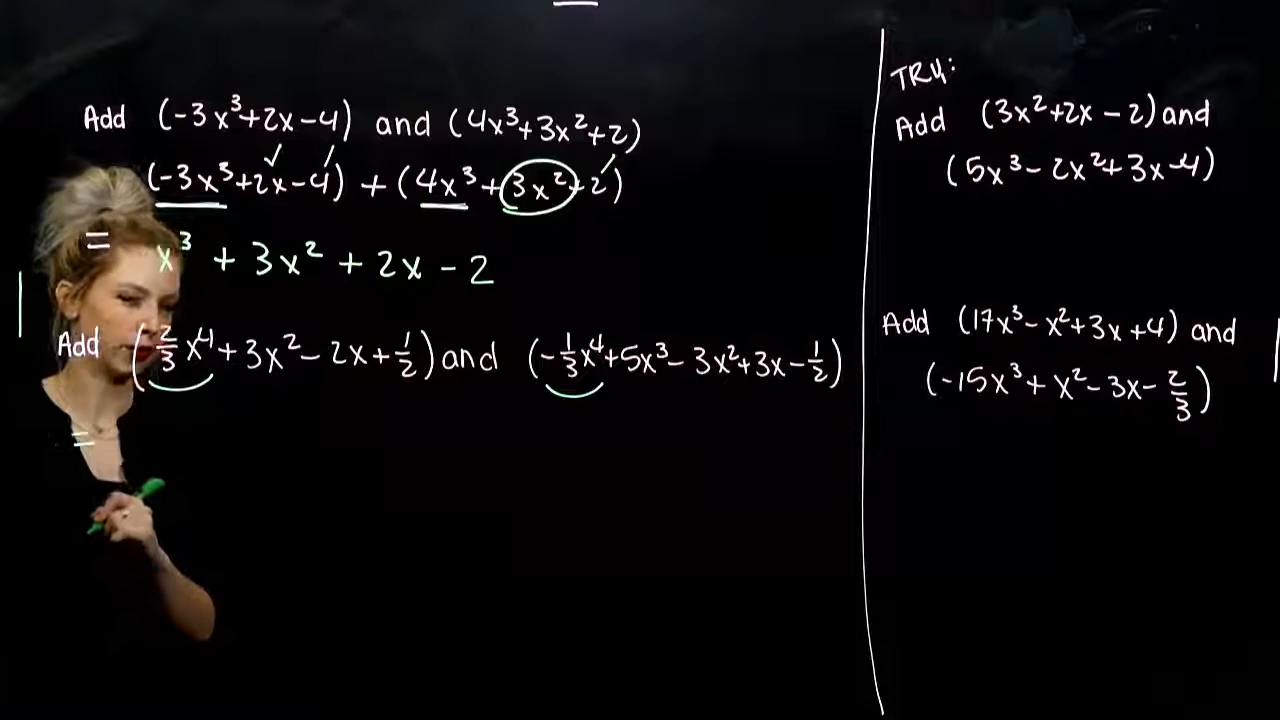 Add (-3x³+2x-4) and (4x³+3x²+2)
(-3x³+2x-4) + (4x³+3x²+2)
= x³ + 3x² + 2x - 2
Add (2/3x⁴+3x²-2x+1/2) and (-1/3x⁴+5x³-3x²+3x-1/2)
=
TRY:
Add (3x²+2x-2) and
(5x³-2x²+3x-4)
Add (17x³-x²+3x+4) and
(-15x³+x²-3x-2/3)